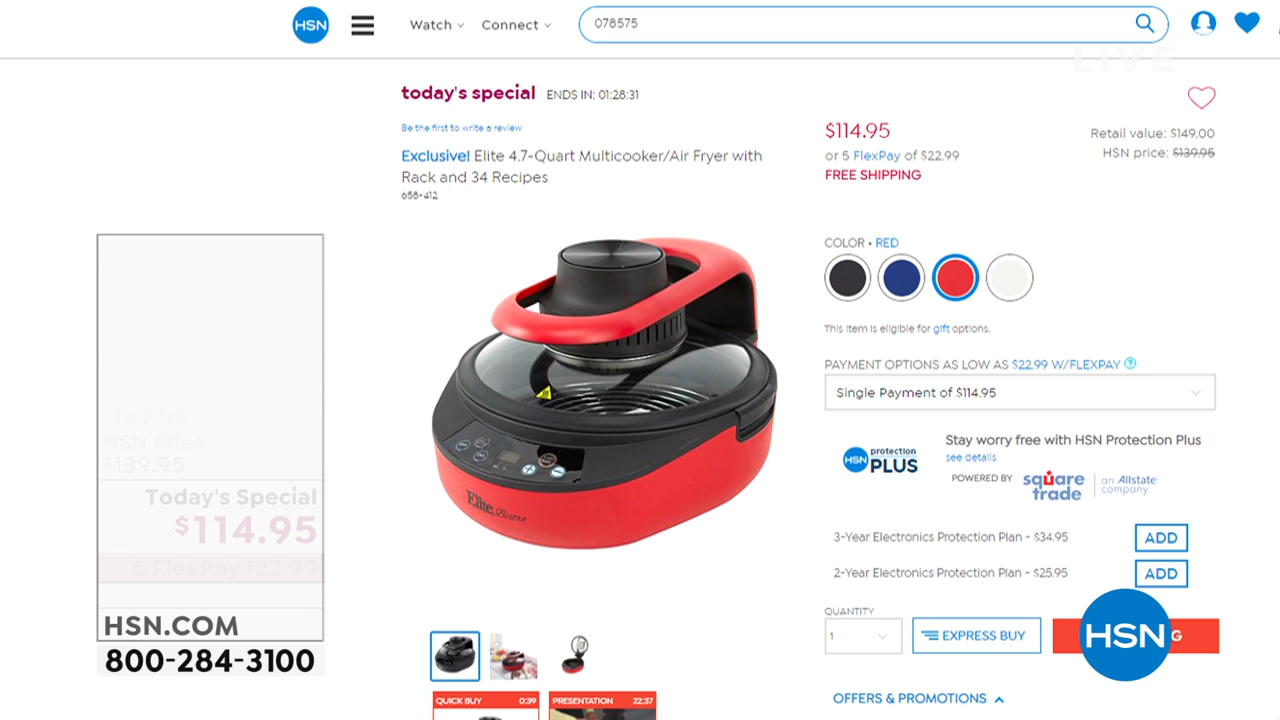 HSN
Watch
Connect
078575
LIVE
today's special ENDS IN: 01:28:31
Be the first to write a review
Exclusive! Elite 4.7-Quart Multicooker/Air Fryer with
Rack and 34 Recipes
658-412
$114.95
or 5 FlexPay of $22.99
FREE SHIPPING
Retail value: $149.00
HSN price: $139.95
COLOR • RED
This item is eligible for gift options.
PAYMENT OPTIONS AS LOW AS $22.99 W/FLEXPAY ?
Single Payment of $114.95
HSN protection PLUS
Stay worry free with HSN Protection Plus
see details
POWERED BY square trade | an Allstate company
3-Year Electronics Protection Plan - $34.95 ADD
2-Year Electronics Protection Plan - $25.95 ADD
QUANTITY
1
EXPRESS BUY
HSN
G
OFFERS & PROMOTIONS
Elite Bistro
$149.00
HSN Price
$139.95
Today's Special
$114.95
5 FlexPay $22.99
HSN.COM
800-284-3100
QUICK BUY 0:39
PRESENTATION 22:37